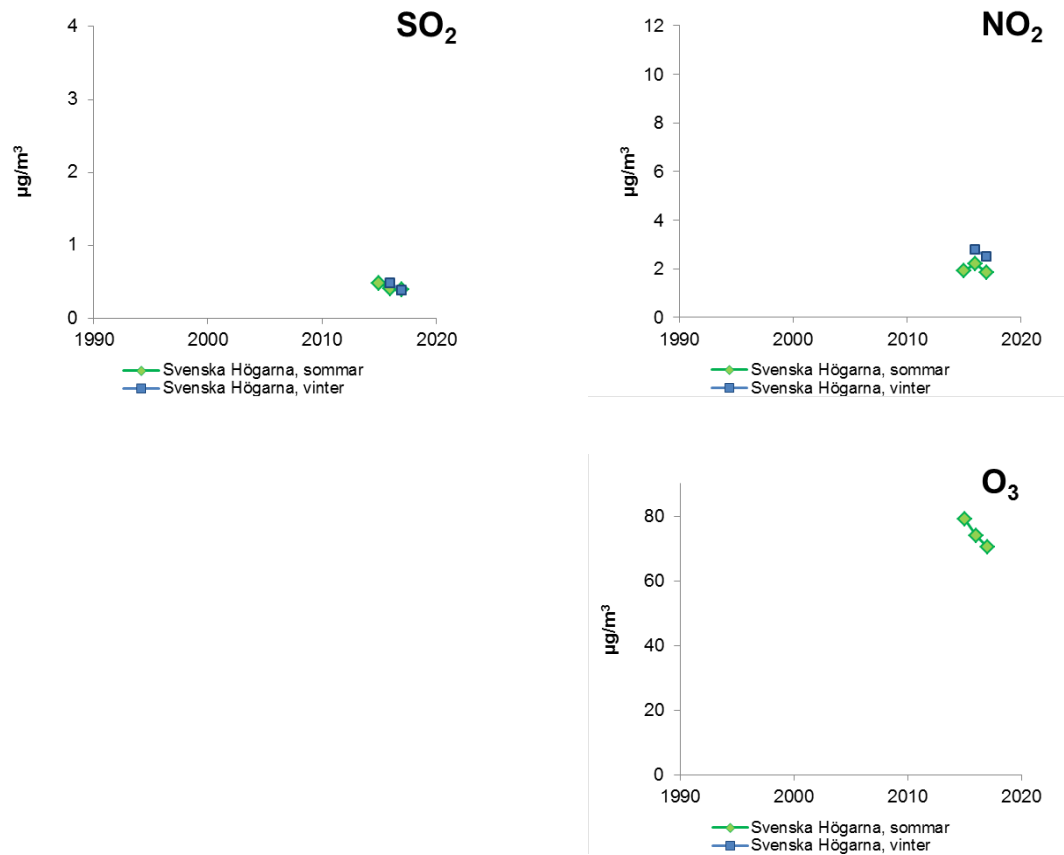 SO₂
4
3
2
1
0
µg/m³
1990 2000 2010 2020
Svenska Högarna, sommar
Svenska Högarna, vinter
NO₂
12
10
8
6
4
2
0
µg/m³
1990 2000 2010 2020
Svenska Högarna, sommar
Svenska Högarna, vinter
O₃
80
60
40
20
0
µg/m³
1990 2000 2010 2020
Svenska Högarna, sommar
Svenska Högarna, vinter